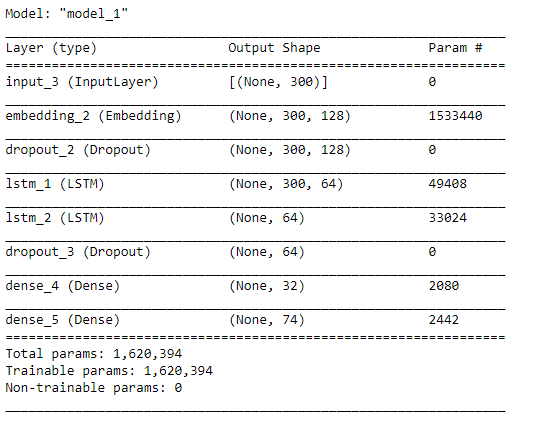 Model: "model_1"
_________________________________________________________________
Layer (type)                 Output Shape              Param #
=================================================================
input_3 (InputLayer)         [(None, 300)]             0
_________________________________________________________________
embedding_2 (Embedding)      (None, 300, 128)          1533440
_________________________________________________________________
dropout_2 (Dropout)          (None, 300, 128)          0
_________________________________________________________________
lstm_1 (LSTM)                (None, 300, 64)           49408
_________________________________________________________________
lstm_2 (LSTM)                (None, 64)                33024
_________________________________________________________________
dropout_3 (Dropout)          (None, 64)                0
_________________________________________________________________
dense_4 (Dense)              (None, 32)                2080
_________________________________________________________________
dense_5 (Dense)              (None, 74)                2442
=================================================================
Total params: 1,620,394
Trainable params: 1,620,394
Non-trainable params: 0
_________________________________________________________________